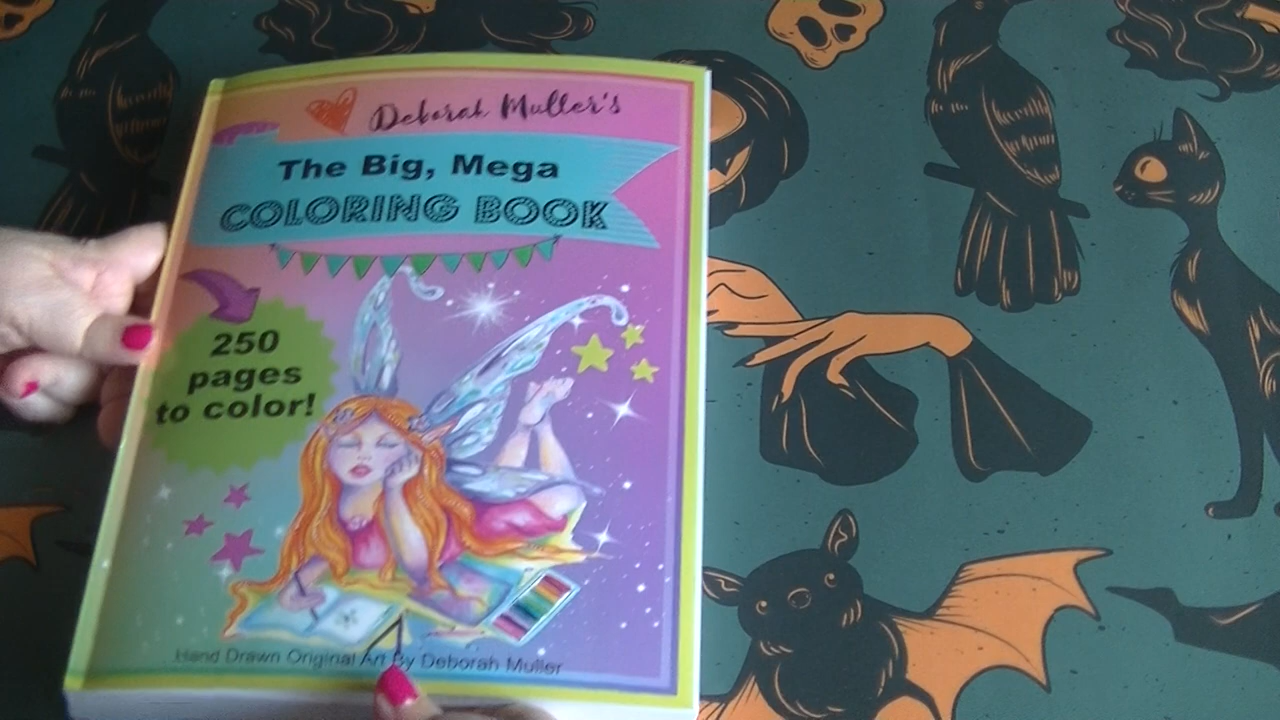 Deborah Muller's
The Big, Mega
COLORING BOOK
250
pages
to color!
Hand Drawn Original Art By Deborah Muller